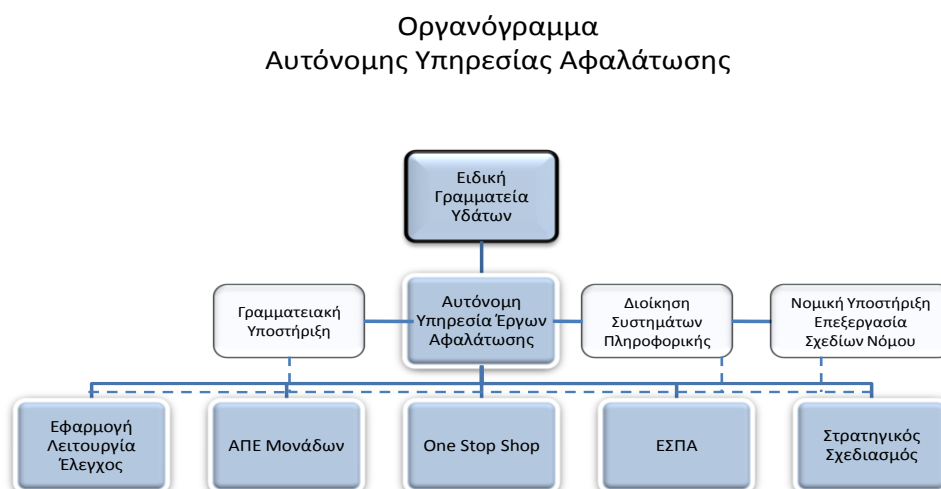 Οργανόγραμμα
Αυτόνομης Υπηρεσίας Αφαλάτωσης
Ειδική
Γραμματεία
Υδάτων
Γραμματειακή
Υποστήριξη
Αυτόνομη
Υπηρεσία Έργων
Αφαλάτωσης
Διοίκηση
Συστημάτων
Πληροφορικής
Νομική Υποστήριξη
Επεξεργασία
Σχεδίων Νόμου
Εφαρμογή
Λειτουργία
Έλεγχος
ΑΠΕ Μονάδων
One Stop Shop
ΕΣΠΑ
Στρατηγικός
Σχεδιασμός